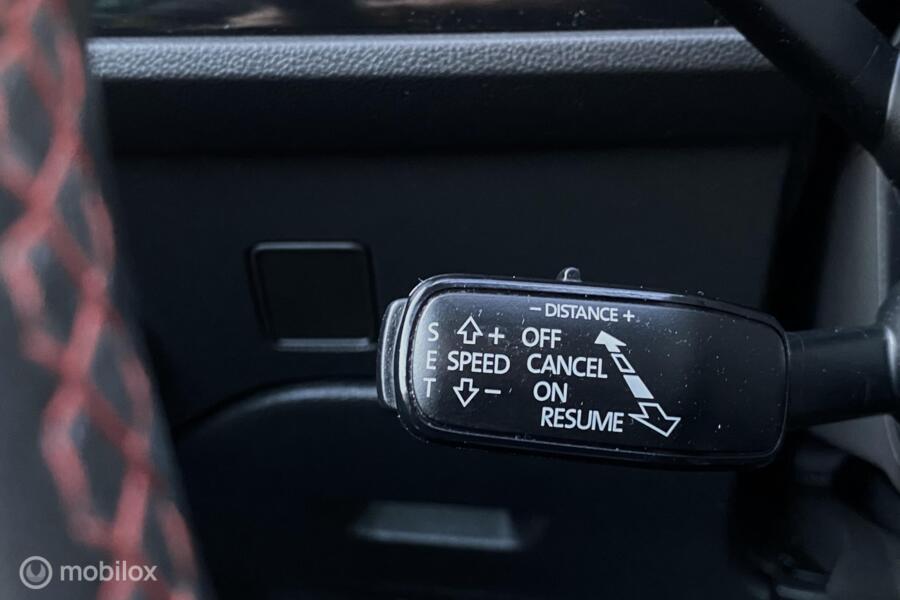 - DISTANCE +
S + OFF
E SPEED CANCEL
T - ON
RESUME
mobilox